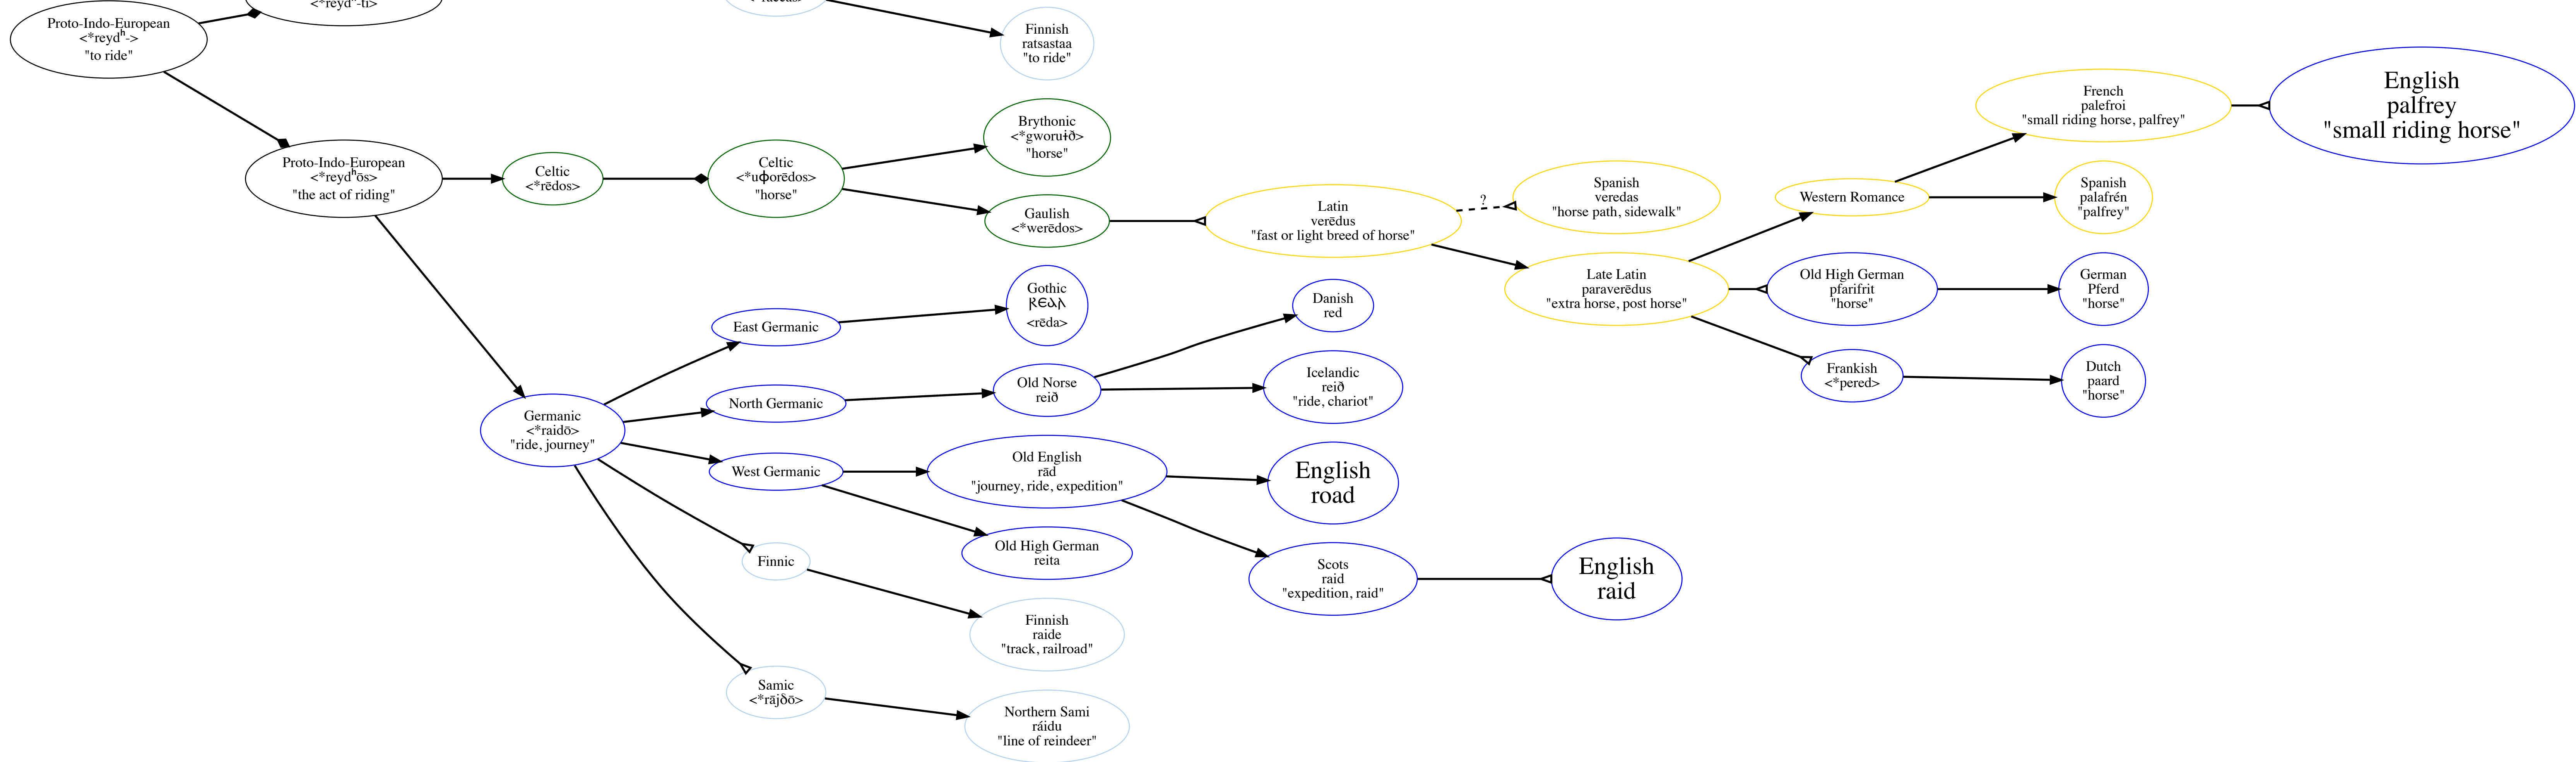 Proto-Indo-European
<*reydʰ->
"to ride"
<*reydʰ-ti>
Finnish
ratsastaa
"to ride"
Proto-Indo-European
<*reydʰōs>
"the act of riding"
Celtic
<*rēdos>
Celtic
<*uɸorēdos>
"horse"
Brythonic
<*gworuɨð>
"horse"
Gaulish
<*werēdos>
Latin
verēdus
"fast or light breed of horse"
?
Spanish
veredas
"horse path, sidewalk"
Late Latin
paraverēdus
"extra horse, post horse"
Western Romance
French
palefroi
"small riding horse, palfrey"
English
palfrey
"small riding horse"
Spanish
palafrén
"palfrey"
Old High German
pfarifrit
"horse"
German
Pferd
"horse"
Frankish
<*pered>
Dutch
paard
"horse"
Germanic
<*raidō>
"ride, journey"
East Germanic
Gothic
𐍂𐌴𐌳𐌰
<rēda>
North Germanic
Old Norse
reið
Danish
red
Icelandic
reið
"ride, chariot"
West Germanic
Old English
rād
"journey, ride, expedition"
English
road
Old High German
reita
Scots
raid
"expedition, raid"
English
raid
Finnic
Finnish
raide
"track, railroad"
Samic
<*rājδō>
Northern Sami
ráidu
"line of reindeer"